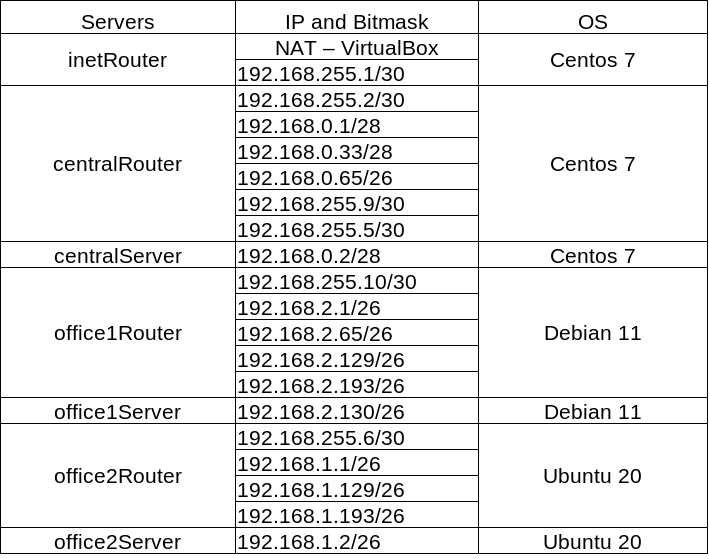 Servers IP and Bitmask OS
inetRouter NAT – VirtualBox Centos 7
192.168.255.1/30
centralRouter 192.168.255.2/30 Centos 7
192.168.0.1/28
192.168.0.33/28
192.168.0.65/26
192.168.255.9/30
192.168.255.5/30
centralServer 192.168.0.2/28 Centos 7
office1Router 192.168.255.10/30 Debian 11
192.168.2.1/26
192.168.2.65/26
192.168.2.129/26
192.168.2.193/26
office1Server 192.168.2.130/26 Debian 11
office2Router 192.168.255.6/30 Ubuntu 20
192.168.1.1/26
192.168.1.129/26
192.168.1.193/26
office2Server 192.168.1.2/26 Ubuntu 20